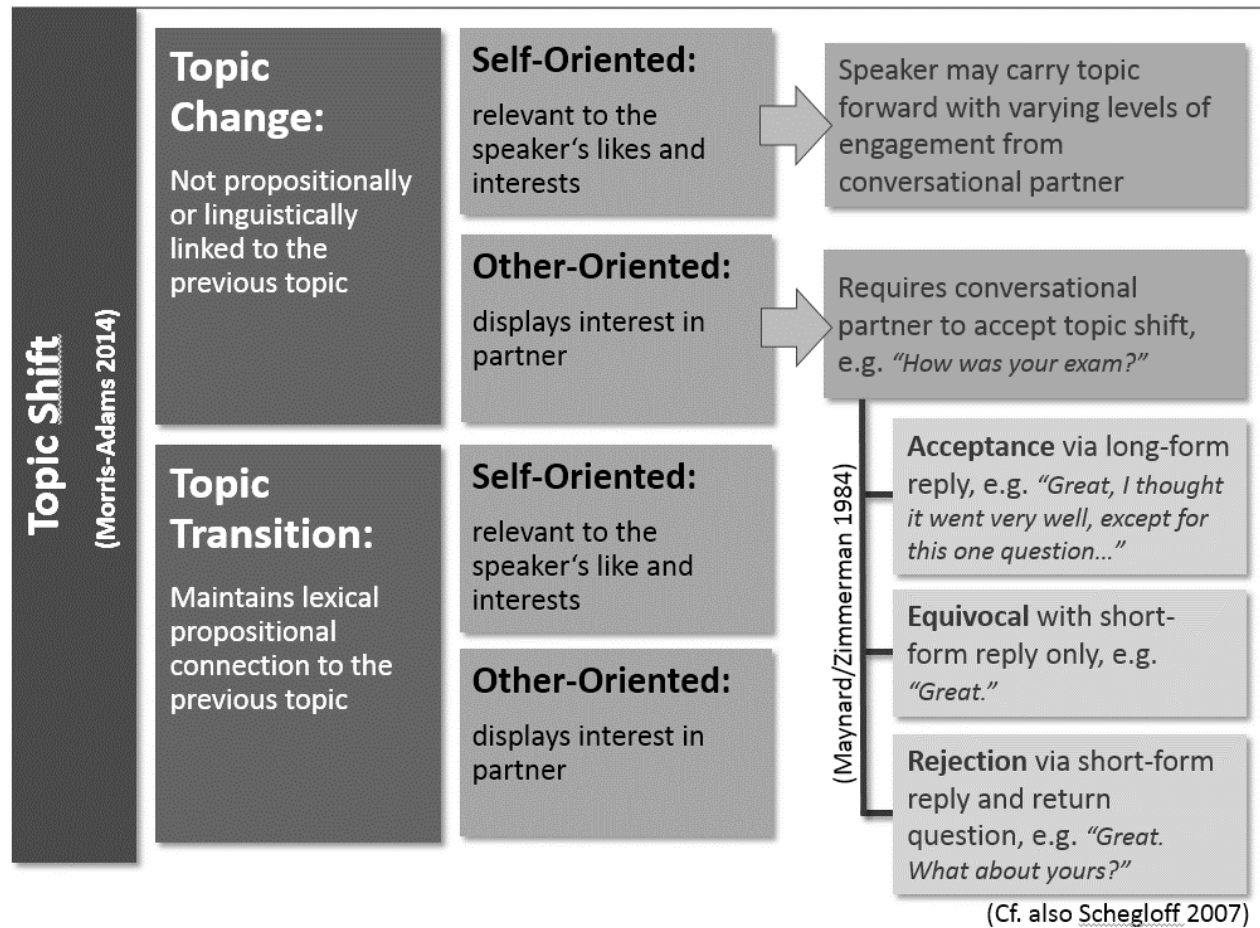 Topic Shift
(Morris-Adams 2014)
Topic
Change:
Not propositionally
or linguistically
linked to the
previous topic
Self-Oriented:
relevant to the
speaker‘s likes and
interests
Speaker may carry topic
forward with varying levels of
engagement from
conversational partner
Other-Oriented:
displays interest in
partner
Requires conversational
partner to accept topic shift,
e.g. “How was your exam?”
(Maynard/Zimmerman 1984)
Acceptance via long-form
reply, e.g. “Great, I thought
it went very well, except for
this one question...”
Equivocal with short-
form reply only, e.g.
“Great.”
Rejection via short-form
reply and return
question, e.g. “Great.
What about yours?”
Topic
Transition:
Maintains lexical
propositional
connection to the
previous topic
Self-Oriented:
relevant to the
speaker‘s like and
interests
Other-Oriented:
displays interest in
partner
(Cf. also Schegloff 2007)